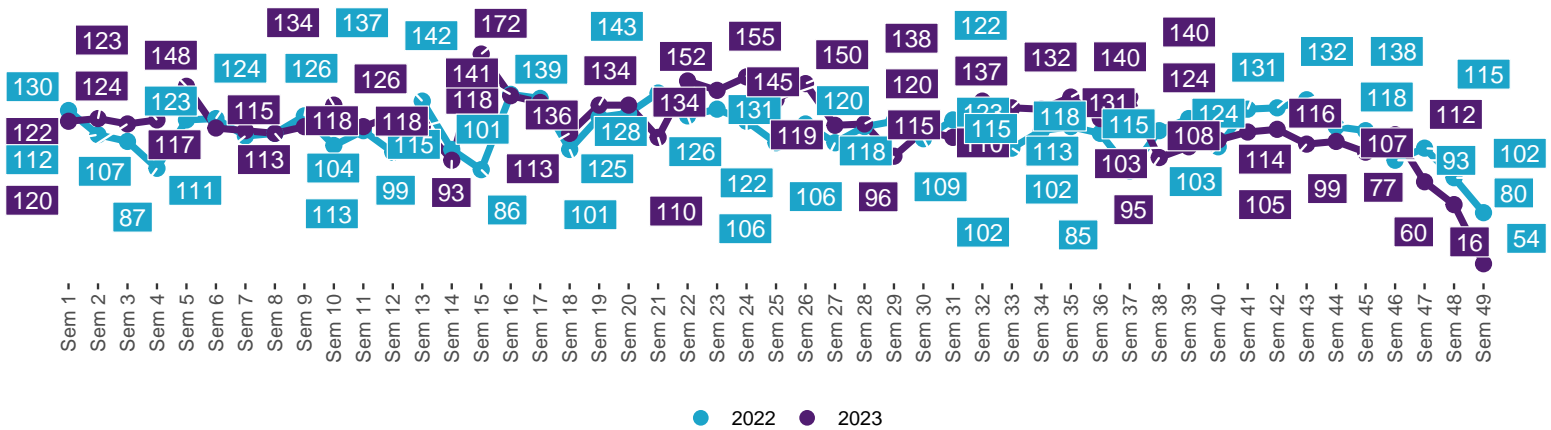 134 137 172 143 122
123 142 138 140 132 138
148 152 155 150 132 140
130 124 124 126 126 141 139 134 145 137 124 131 118 115
123 115 118 118 118 134 131 120 120 118 131 124 116 112
122 101 136 128 119 115 115 115 108 107
112 107 117 113 104 115 113 125 126 118 113 103 114 93 102
120 87 111 113 99 93 86 101 110 122 106 106 96 109 102 102 85 95 103 105 99 77 60 16 80 54
Sem 1
Sem 2
Sem 3
Sem 4
Sem 5
Sem 6
Sem 7
Sem 8
Sem 9
Sem 10
Sem 11
Sem 12
Sem 13
Sem 14
Sem 15
Sem 16
Sem 17
Sem 18
Sem 19
Sem 20
Sem 21
Sem 22
Sem 23
Sem 24
Sem 25
Sem 26
Sem 27
Sem 28
Sem 29
Sem 30
Sem 31
Sem 32
Sem 33
Sem 34
Sem 35
Sem 36
Sem 37
Sem 38
Sem 39
Sem 40
Sem 41
Sem 42
Sem 43
Sem 44
Sem 45
Sem 46
Sem 47
Sem 48
Sem 49
2022 2023